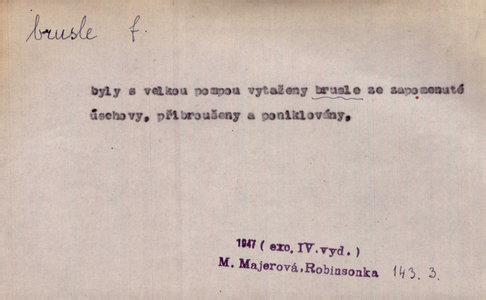 brusle f.
byly s velkou pompou vytaženy brusle ze zapomenuté
úschovy, přibroušeny a poniklovány.
1947 ( exc. IV. vyd. )
M. Majerová, Robinsonka 143. 3.